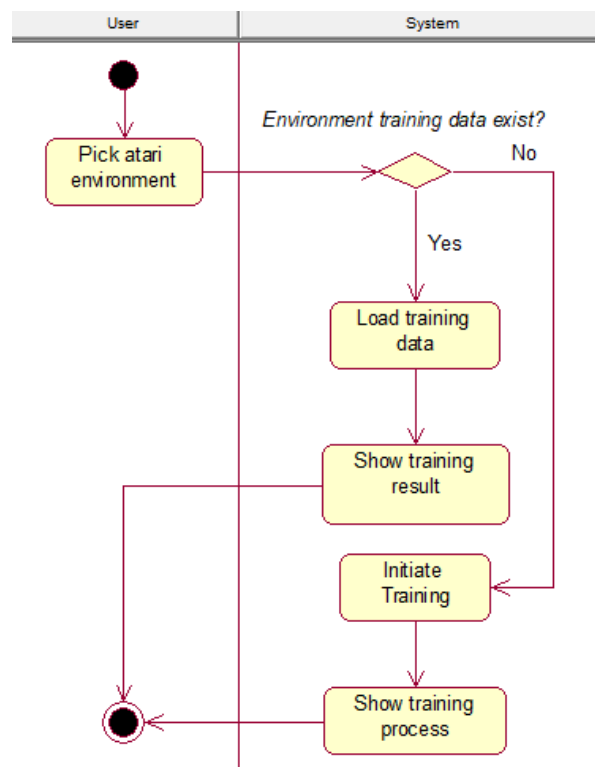 User
System
Environment training data exist?
Pick atari
environment
No
Yes
Load training
data
Show training
result
Initiate
Training
Show training
process